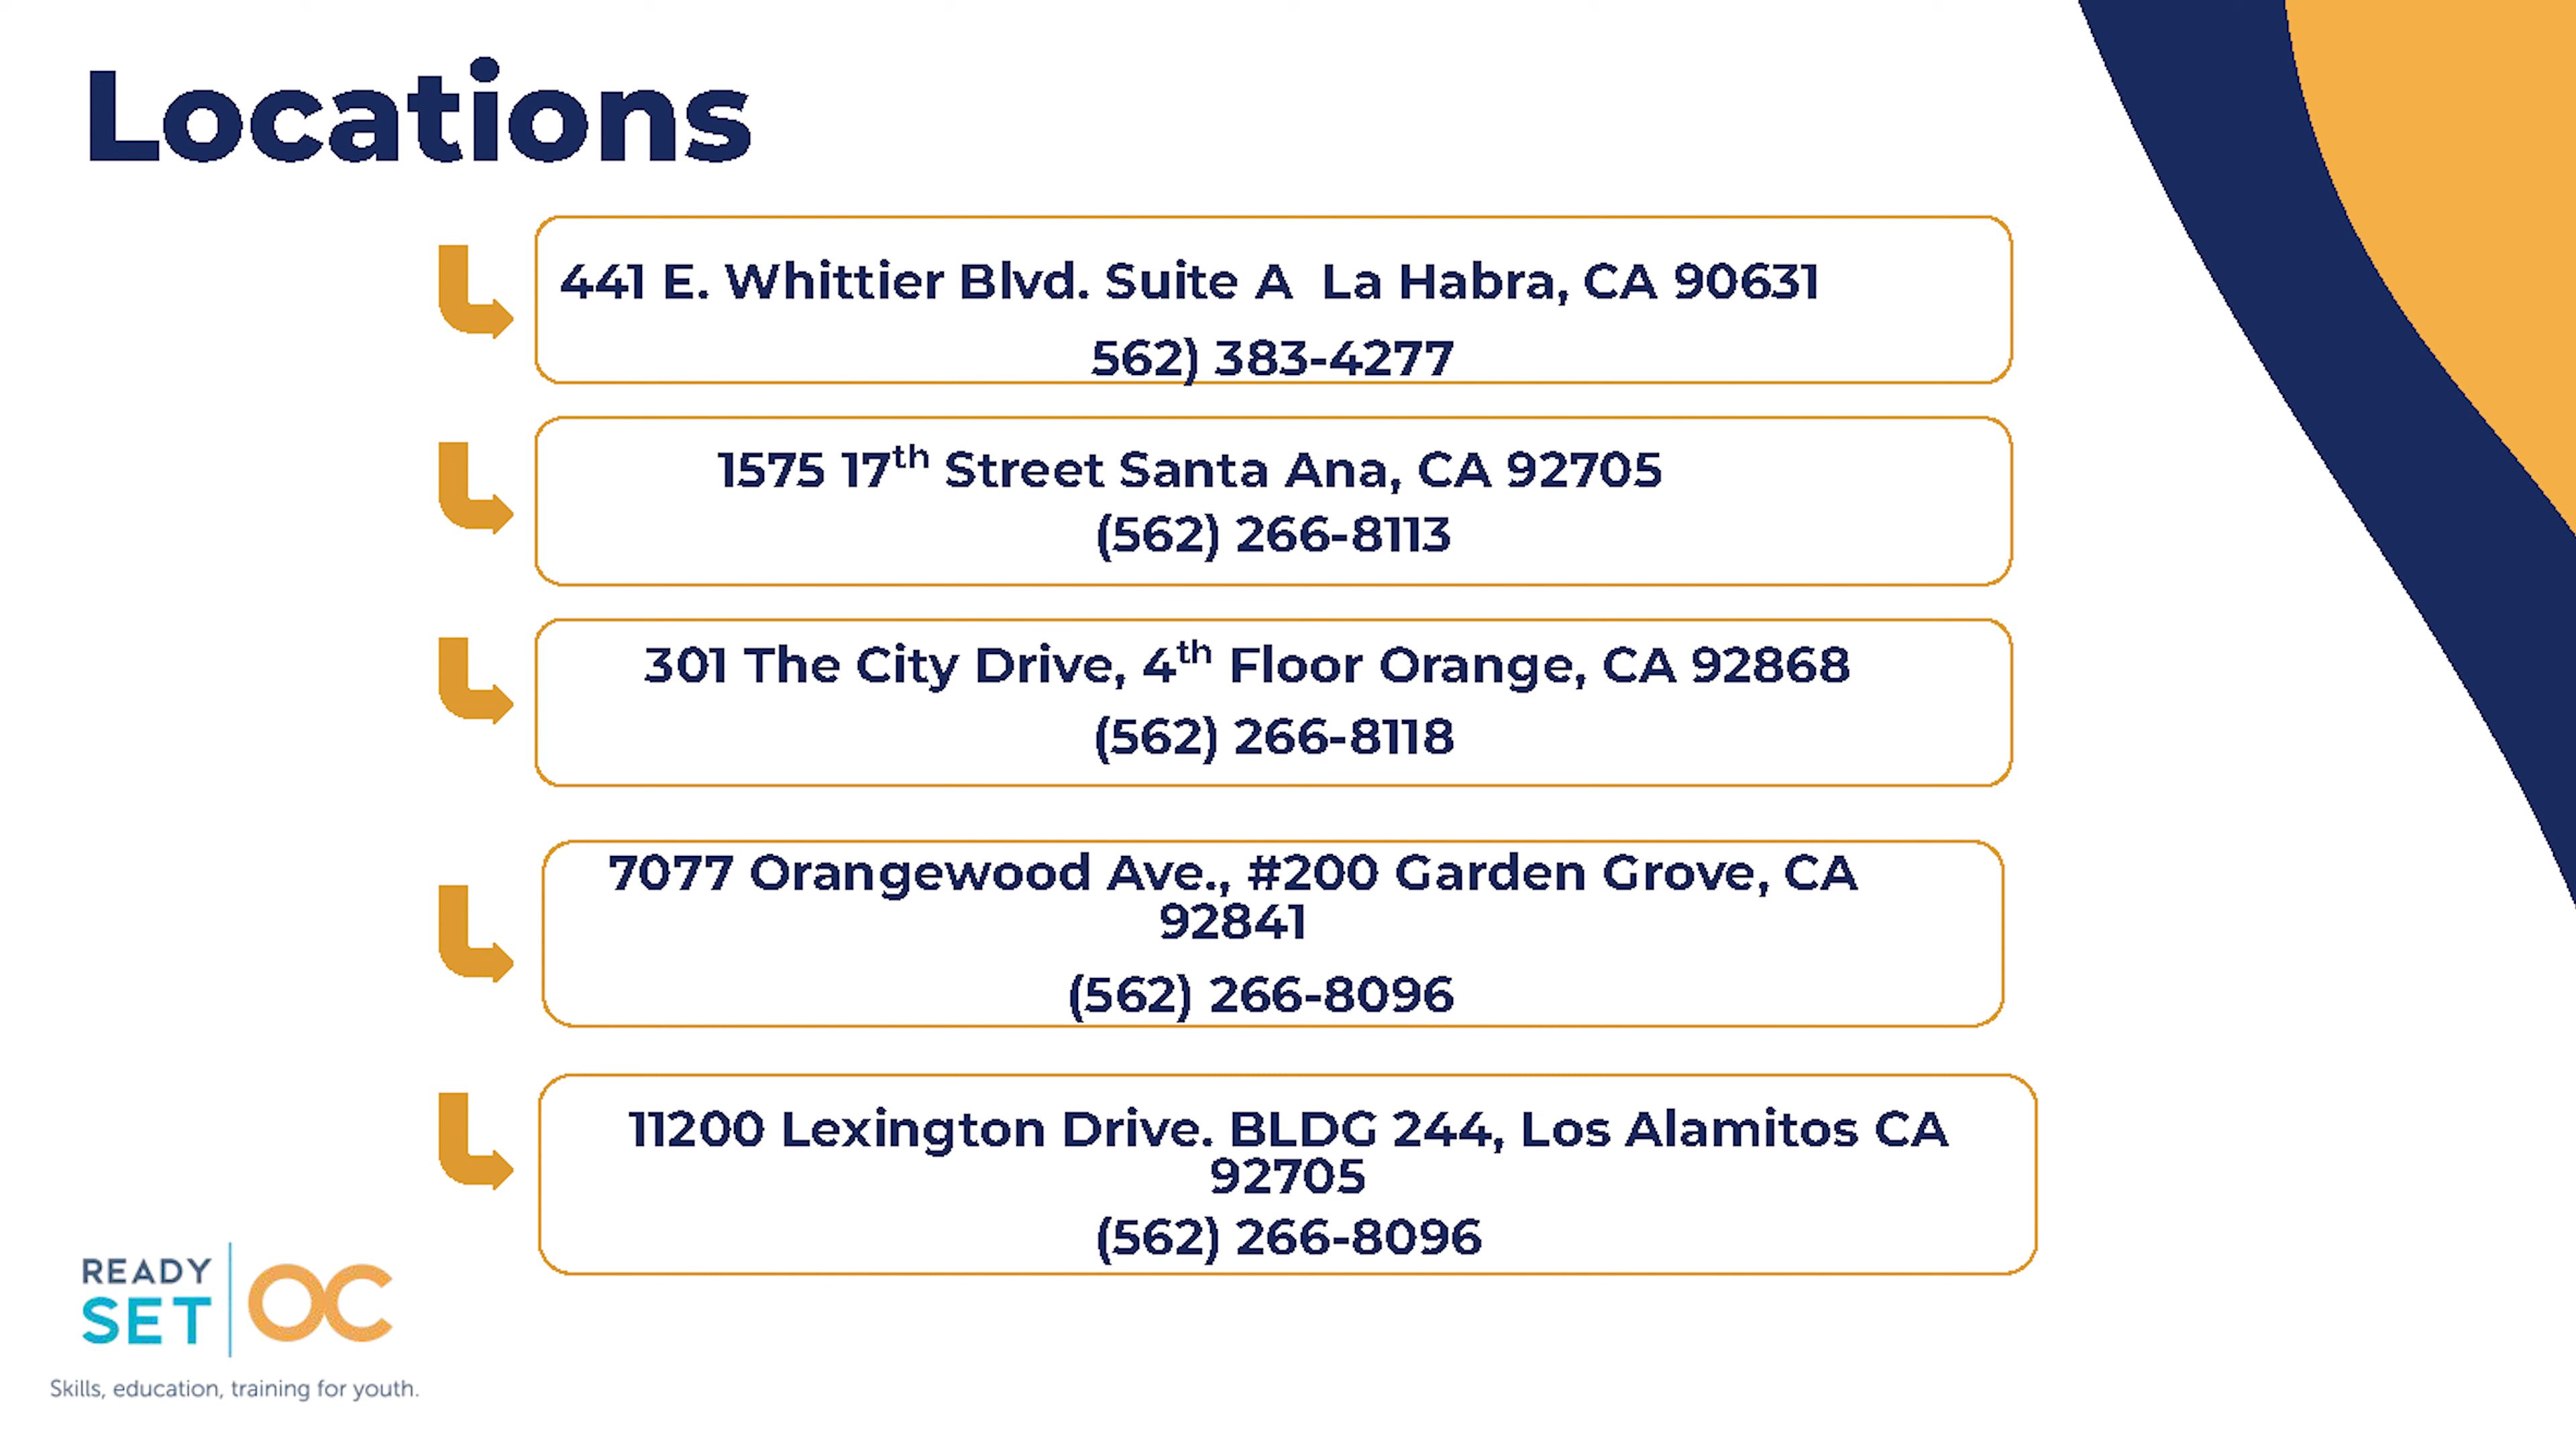 Locations
441 E. Whittier Blvd. Suite A  La Habra, CA 90631
562) 383-4277
1575 17th Street Santa Ana, CA 92705
(562) 266-8113
301 The City Drive, 4th Floor Orange, CA 92868
(562) 266-8118
7077 Orangewood Ave., #200 Garden Grove, CA
92841
(562) 266-8096
11200 Lexington Drive. BLDG 244, Los Alamitos CA
92705
(562) 266-8096
READY
SET OC
Skills, education, training for youth.